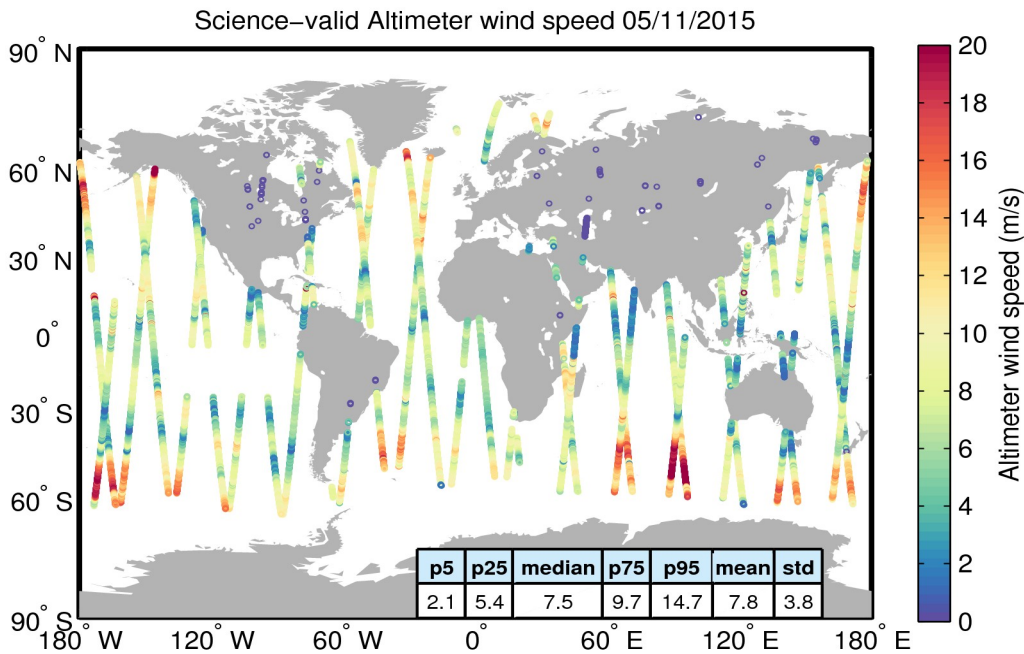 Science−valid Altimeter wind speed 05/11/2015
90° N
60° N
30° N
0°
30° S
60° S
90° S
180° W
120° W
60° W
0°
60° E
120° E
180° E
p5 p25 median p75 p95 mean std
2.1 5.4 7.5 9.7 14.7 7.8 3.8
20
18
16
14
12
10
8
6
4
2
0
Altimeter wind speed (m/s)